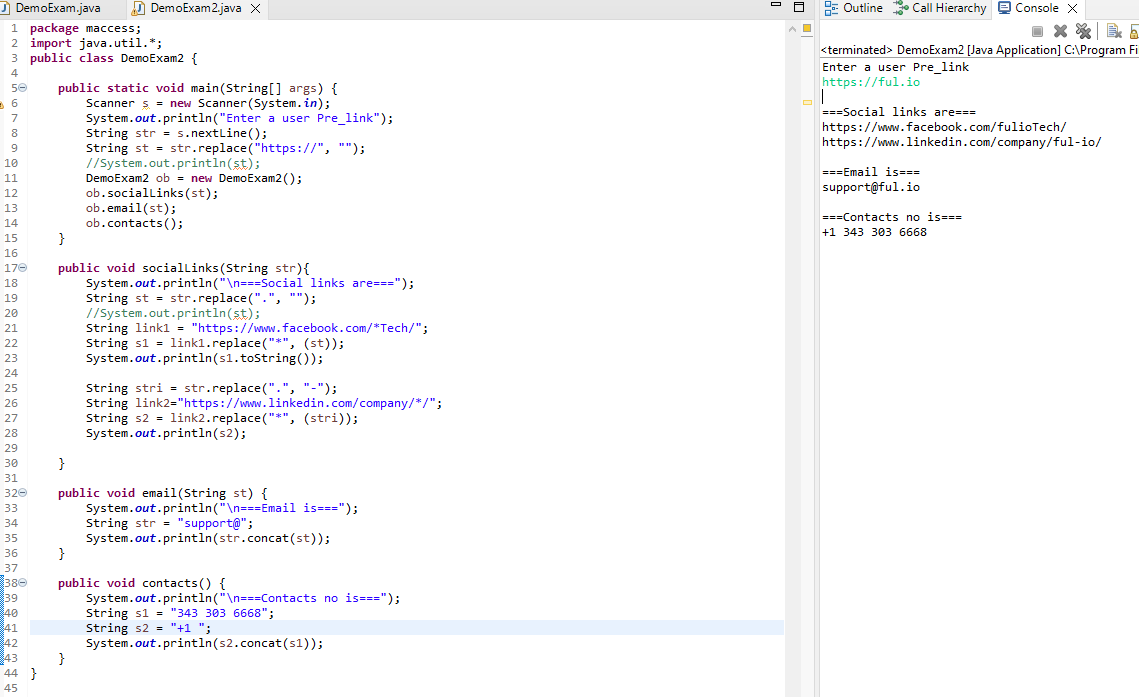 DemoExam.java DemoExam2.java
1 package maccess;
2 import java.util.*;
3 public class DemoExam2 {
4
5 public static void main(String[] args) {
6 Scanner s = new Scanner(System.in);
7 System.out.println("Enter a user Pre_link");
8 String str = s.nextLine();
9 String st = str.replace("https://", "");
10 //System.out.println(st);
11 DemoExam2 ob = new DemoExam2();
12 ob.socialLinks(st);
13 ob.email(st);
14 ob.contacts();
15 }
16
17 public void socialLinks(String str){
18 System.out.println("\n===Social links are===");
19 String st = str.replace(".", "");
20 //System.out.println(st);
21 String link1 = "https://www.facebook.com/*Tech/";
22 String s1 = link1.replace("*", (st));
23 System.out.println(s1.toString());
24
25 String stri = str.replace(".", "-");
26 String link2="https://www.linkedin.com/company/*/";
27 String s2 = link2.replace("*", (stri));
28 System.out.println(s2);
29
30 }
31
32 public void email(String st) {
33 System.out.println("\n===Email is===");
34 String str = "support@";
35 System.out.println(str.concat(st));
36 }
37
38 public void contacts() {
39 System.out.println("\n===Contacts no is===");
40 String s1 = "343 303 6668";
41 String s2 = "+1 ";
42 System.out.println(s2.concat(s1));
43 }
44 }
45
Outline Call Hierarchy Console
<terminated> DemoExam2 [Java Application] C:\Program Fi
Enter a user Pre_link
https://ful.io
===Social links are===
https://www.facebook.com/fulioTech/
https://www.linkedin.com/company/ful-io/
===Email is===
support@ful.io
===Contacts no is===
+1 343 303 6668